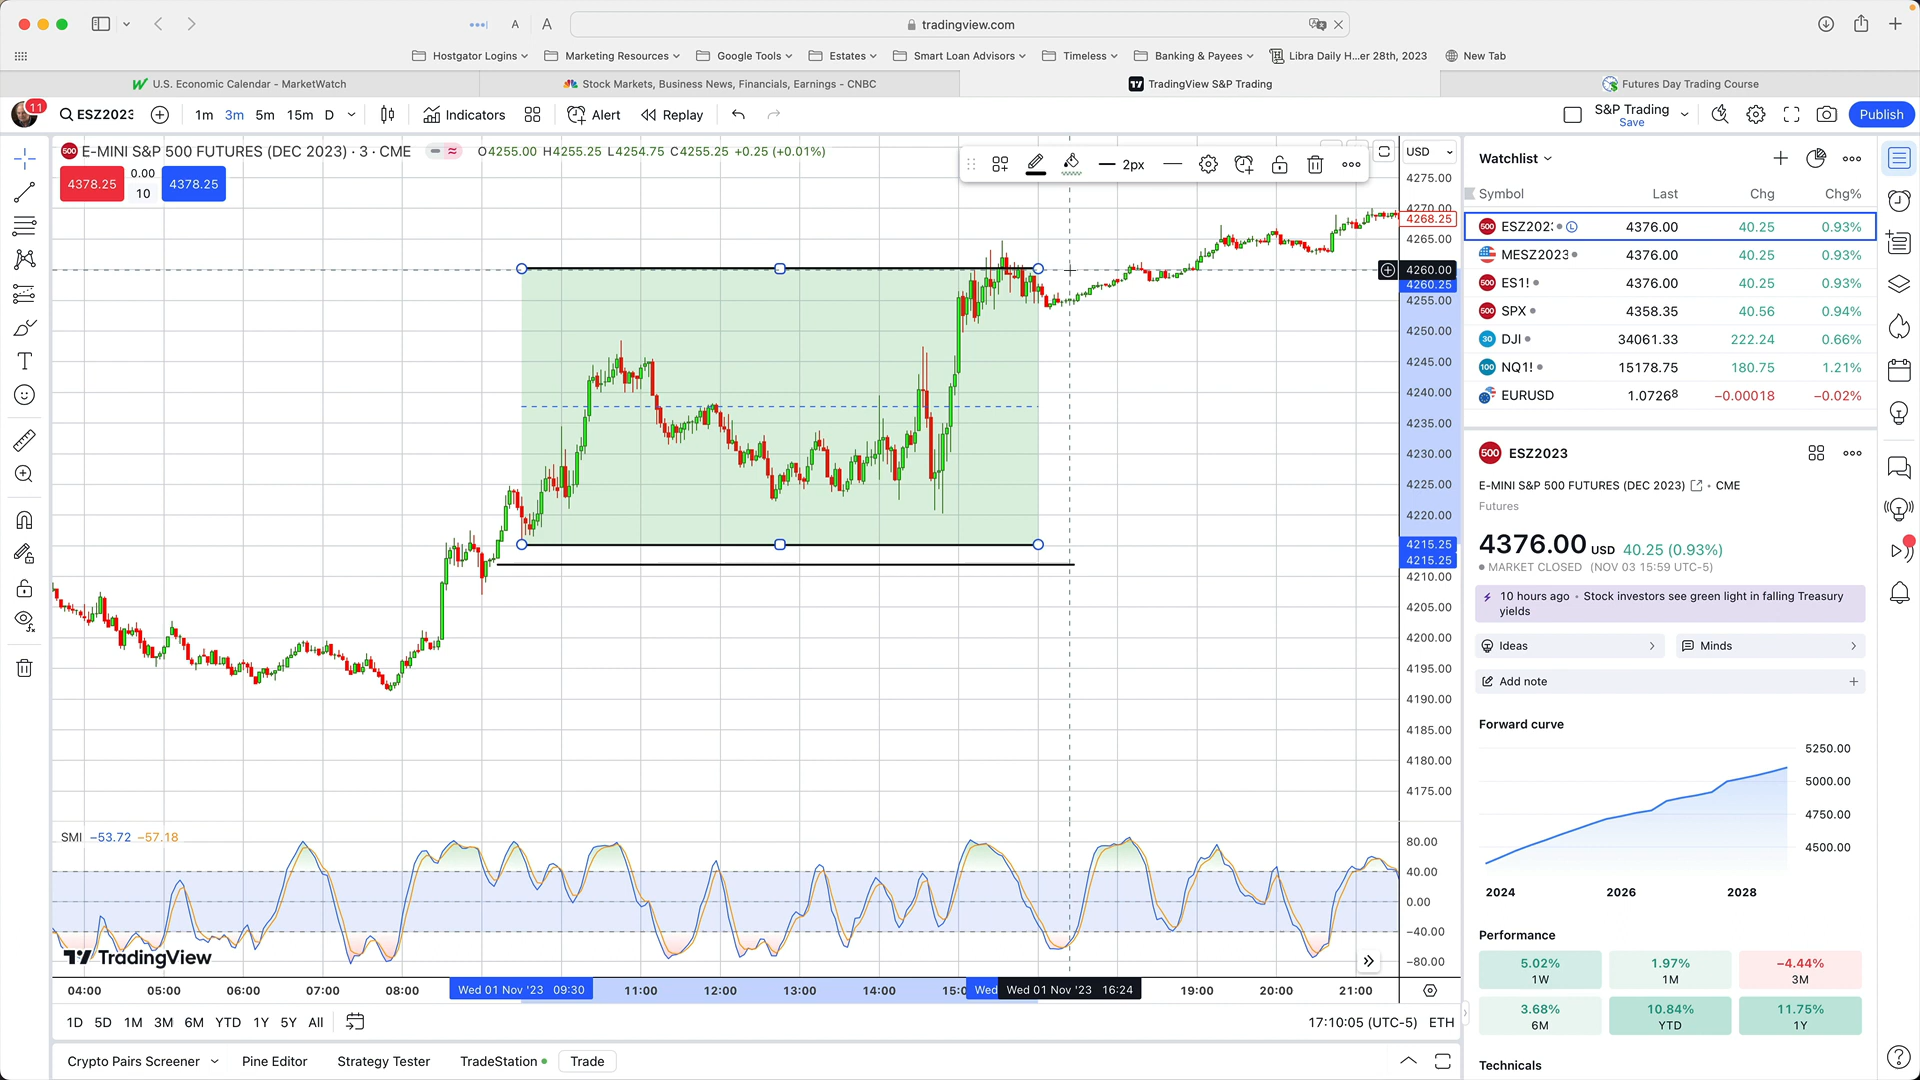 A A
tradingview.com
Hostgator Logins Marketing Resources Google Tools Estates Smart Loan Advisors Timeless Banking & Payees Libra Daily H...er 28th, 2023 New Tab
U.S. Economic Calendar - MarketWatch
Stock Markets, Business News, Financials, Earnings - CNBC
TradingView S&P Trading
Futures Day Trading Course
11
ESZ2023 1m 3m 5m 15m D Indicators Alert Replay
S&P Trading
Save
Publish
500 E-MINI S&P 500 FUTURES (DEC 2023) · 3 · CME O4255.00 H4255.25 L4254.75 C4255.25 +0.25 (+0.01%)
4378.25 0.00 10 4378.25
2px
USD
4275.00
4270.00
4268.25
4265.00
4260.00
4260.25
4255.00
4250.00
4245.00
4240.00
4235.00
4230.00
4225.00
4220.00
4215.25
4215.25
4210.00
4205.00
4200.00
4195.00
4190.00
4185.00
4180.00
4175.00
SMI −53.72 −57.18
80.00
40.00
0.00
−40.00
−80.00
TradingView
04:00 05:00 06:00 07:00 08:00 Wed 01 Nov '23 09:30 11:00 12:00 13:00 14:00 15:0 Wed Wed 01 Nov '23 16:24 19:00 20:00 21:00
1D 5D 1M 3M 6M YTD 1Y 5Y All
17:10:05 (UTC-5) ETH
Crypto Pairs Screener Pine Editor Strategy Tester TradeStation Trade
Watchlist
Symbol Last Chg Chg%
500 ESZ202 L 4376.00 40.25 0.93%
MESZ2023 4376.00 40.25 0.93%
500 ES1! 4376.00 40.25 0.93%
500 SPX 4358.35 40.56 0.94%
30 DJI 34061.33 222.24 0.66%
100 NQ1! 15178.75 180.75 1.21%
EURUSD 1.07268 −0.00018 −0.02%
500 ESZ2023
E-MINI S&P 500 FUTURES (DEC 2023) • CME
Futures
4376.00 USD 40.25 (0.93%)
MARKET CLOSED (NOV 03 15:59 UTC-5)
10 hours ago • Stock investors see green light in falling Treasury
yields
Ideas
Minds
Add note
Forward curve
5250.00
5000.00
4750.00
4500.00
2024 2026 2028
Performance
5.02% 1.97% −4.44%
1W 1M 3M
3.68% 10.84% 11.75%
6M YTD 1Y
Technicals